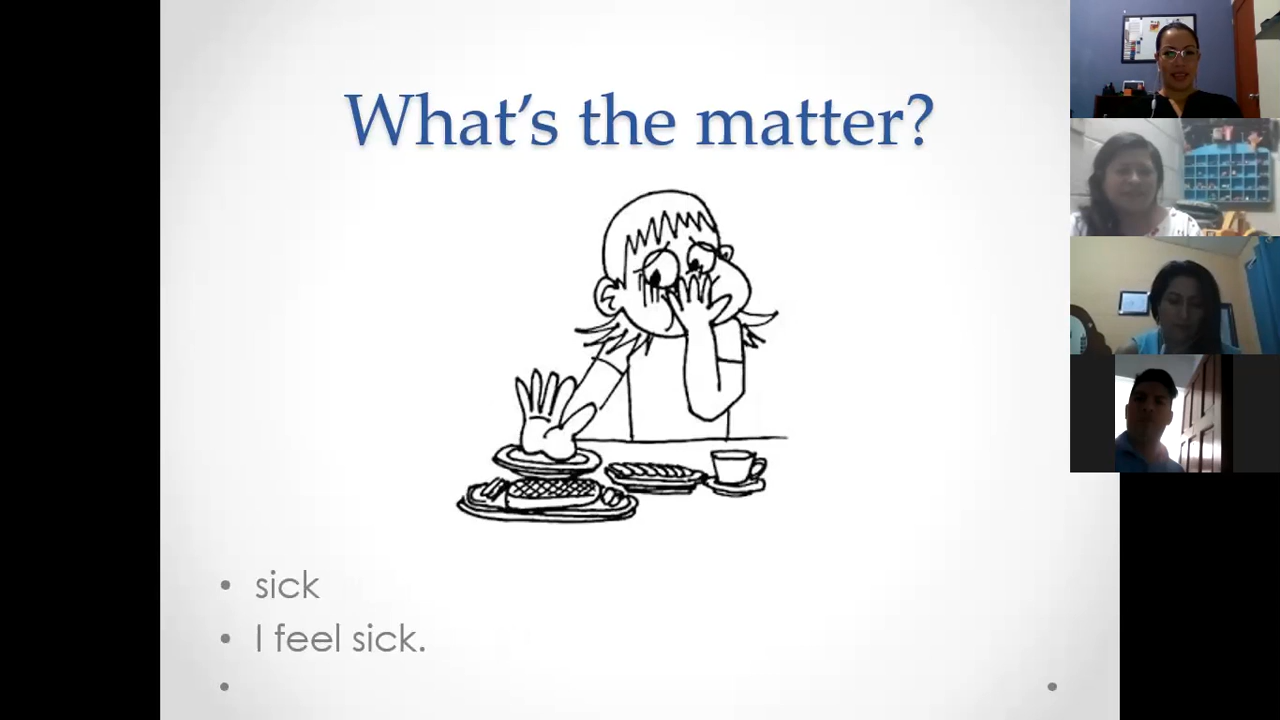 What's the matter?
• sick
• I feel sick.